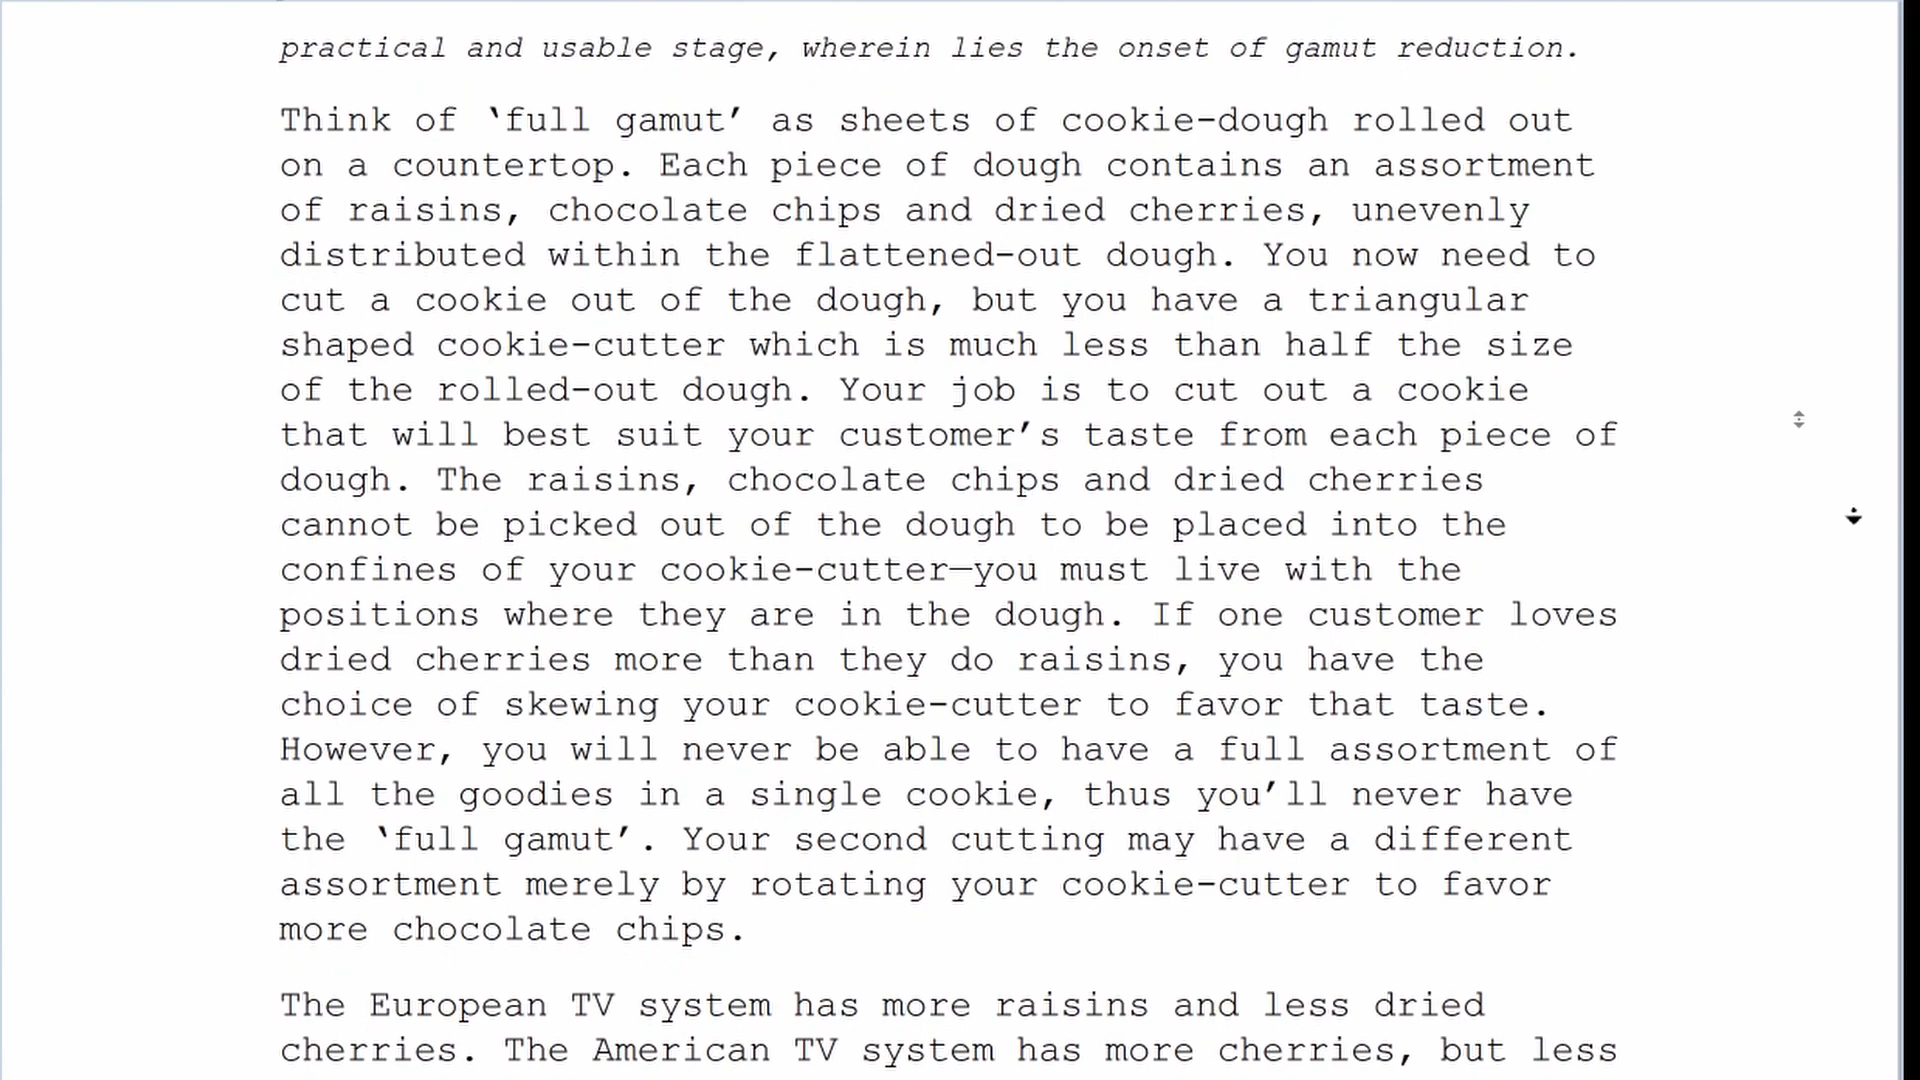 practical and usable stage, wherein lies the onset of gamut reduction.
Think of ‵full gamut′ as sheets of cookie-dough rolled out
on a countertop. Each piece of dough contains an assortment
of raisins, chocolate chips and dried cherries, unevenly
distributed within the flattened-out dough. You now need to
cut a cookie out of the dough, but you have a triangular
shaped cookie-cutter which is much less than half the size
of the rolled-out dough. Your job is to cut out a cookie
that will best suit your customer′s taste from each piece of
dough. The raisins, chocolate chips and dried cherries
cannot be picked out of the dough to be placed into the
confines of your cookie-cutter—you must live with the
positions where they are in the dough. If one customer loves
dried cherries more than they do raisins, you have the
choice of skewing your cookie-cutter to favor that taste.
However, you will never be able to have a full assortment of
all the goodies in a single cookie, thus you′ll never have
the ‵full gamut′. Your second cutting may have a different
assortment merely by rotating your cookie-cutter to favor
more chocolate chips.
The European TV system has more raisins and less dried
cherries. The American TV system has more cherries, but less